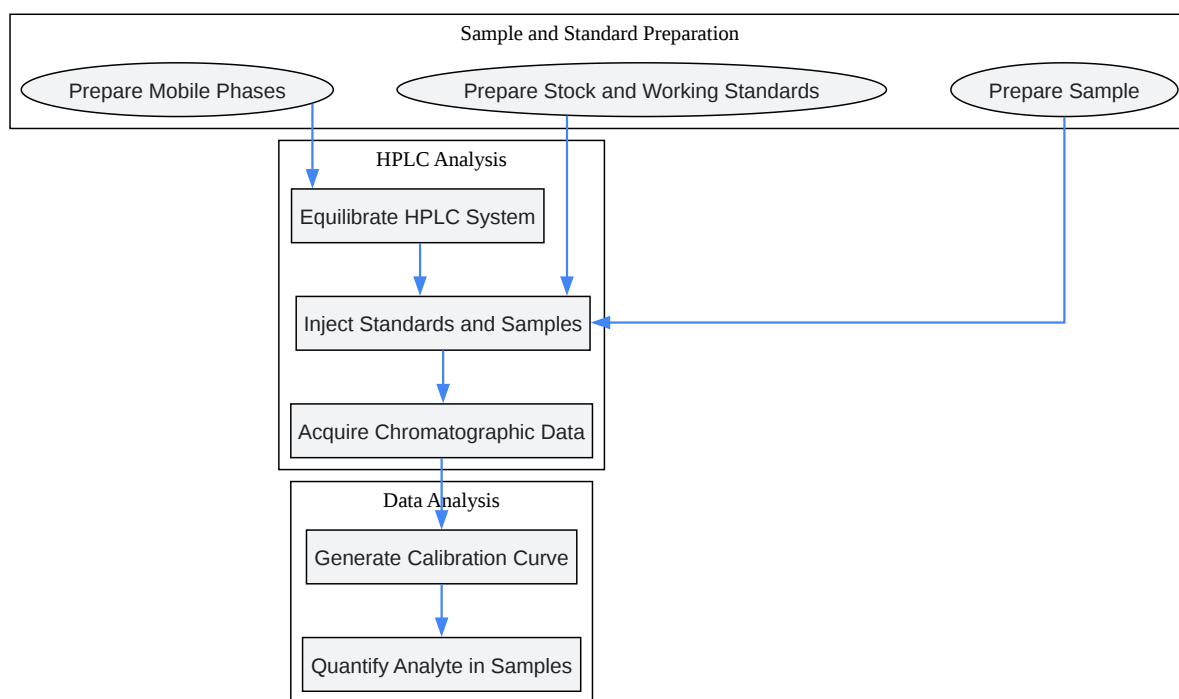 Sample and Standard Preparation
Prepare Mobile Phases
Prepare Stock and Working Standards
Prepare Sample
HPLC Analysis
Equilibrate HPLC System
Inject Standards and Samples
Acquire Chromatographic Data
Data Analysis
Generate Calibration Curve
Quantify Analyte in Samples